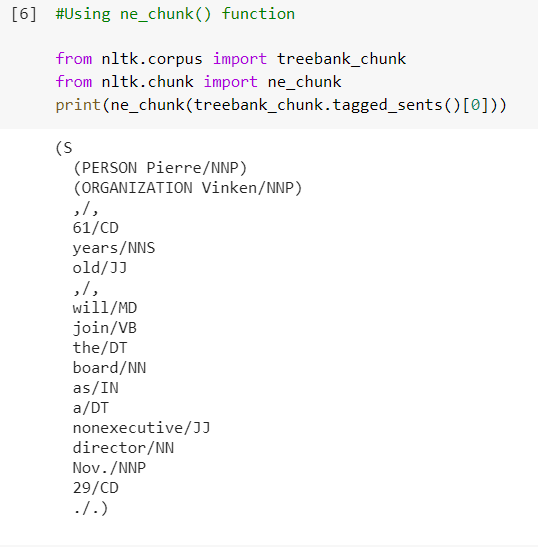 [6] #Using ne_chunk() function
from nltk.corpus import treebank_chunk
from nltk.chunk import ne_chunk
print(ne_chunk(treebank_chunk.tagged_sents()[0]))
(S
  (PERSON Pierre/NNP)
  (ORGANIZATION Vinken/NNP)
  ,/,
  61/CD
  years/NNS
  old/JJ
  ,/,
  will/MD
  join/VB
  the/DT
  board/NN
  as/IN
  a/DT
  nonexecutive/JJ
  director/NN
  Nov./NNP
  29/CD
  ./.)